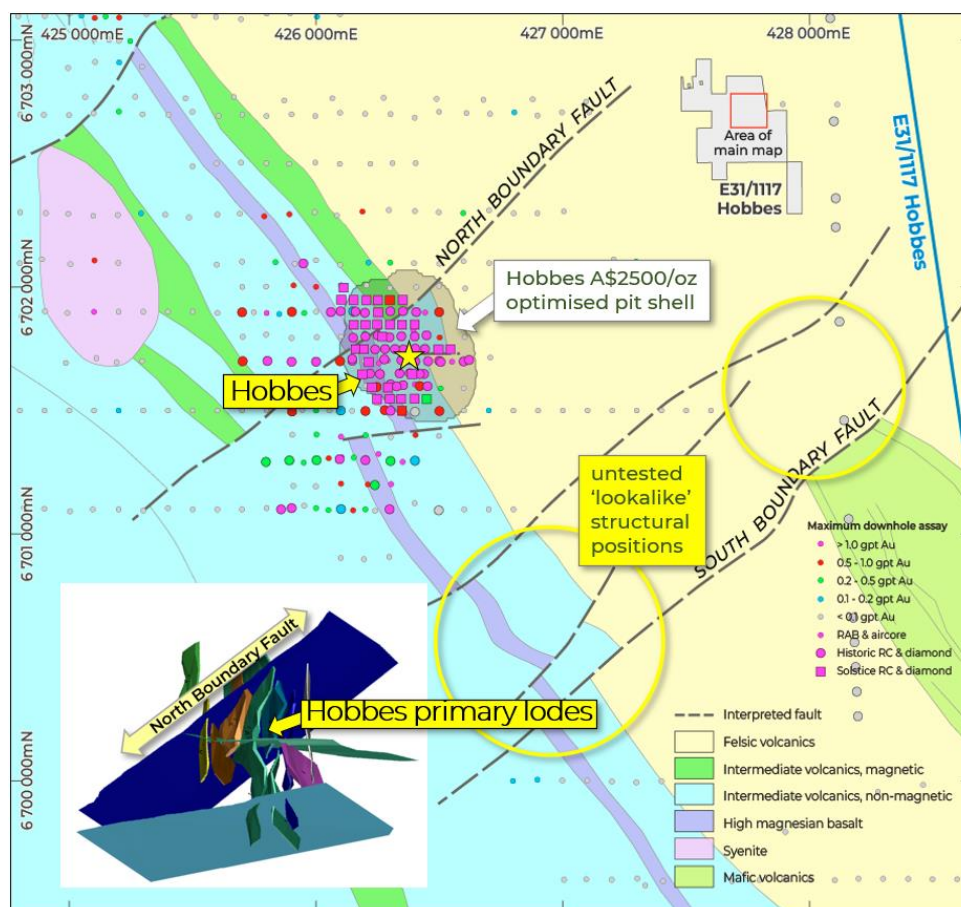 425 000mE
426 000mE
427 000mE
428 000mE
6 703 000mN
6 702 000mN
6 701 000mN
6 700 000mN
NORTH BOUNDARY FAULT
Area of
main map
E31/1117
Hobbes
E31/1117 Hobbes
Hobbes A$2500/oz
optimised pit shell
Hobbes
untested
‘lookalike’
structural
positions
SOUTH BOUNDARY FAULT
Maximum downhole assay
> 1.0 gpt Au
0.5 - 1.0 gpt Au
0.2 - 0.5 gpt Au
0.1 - 0.2 gpt Au
< 0.1 gpt Au
RAB & aircore
Historic RC & diamond
Solstice RC & diamond
Interpreted fault
Felsic volcanics
Intermediate volcanics, magnetic
Intermediate volcanics, non-magnetic
High magnesian basalt
Syenite
Mafic volcanics
North Boundary Fault
Hobbes primary lodes